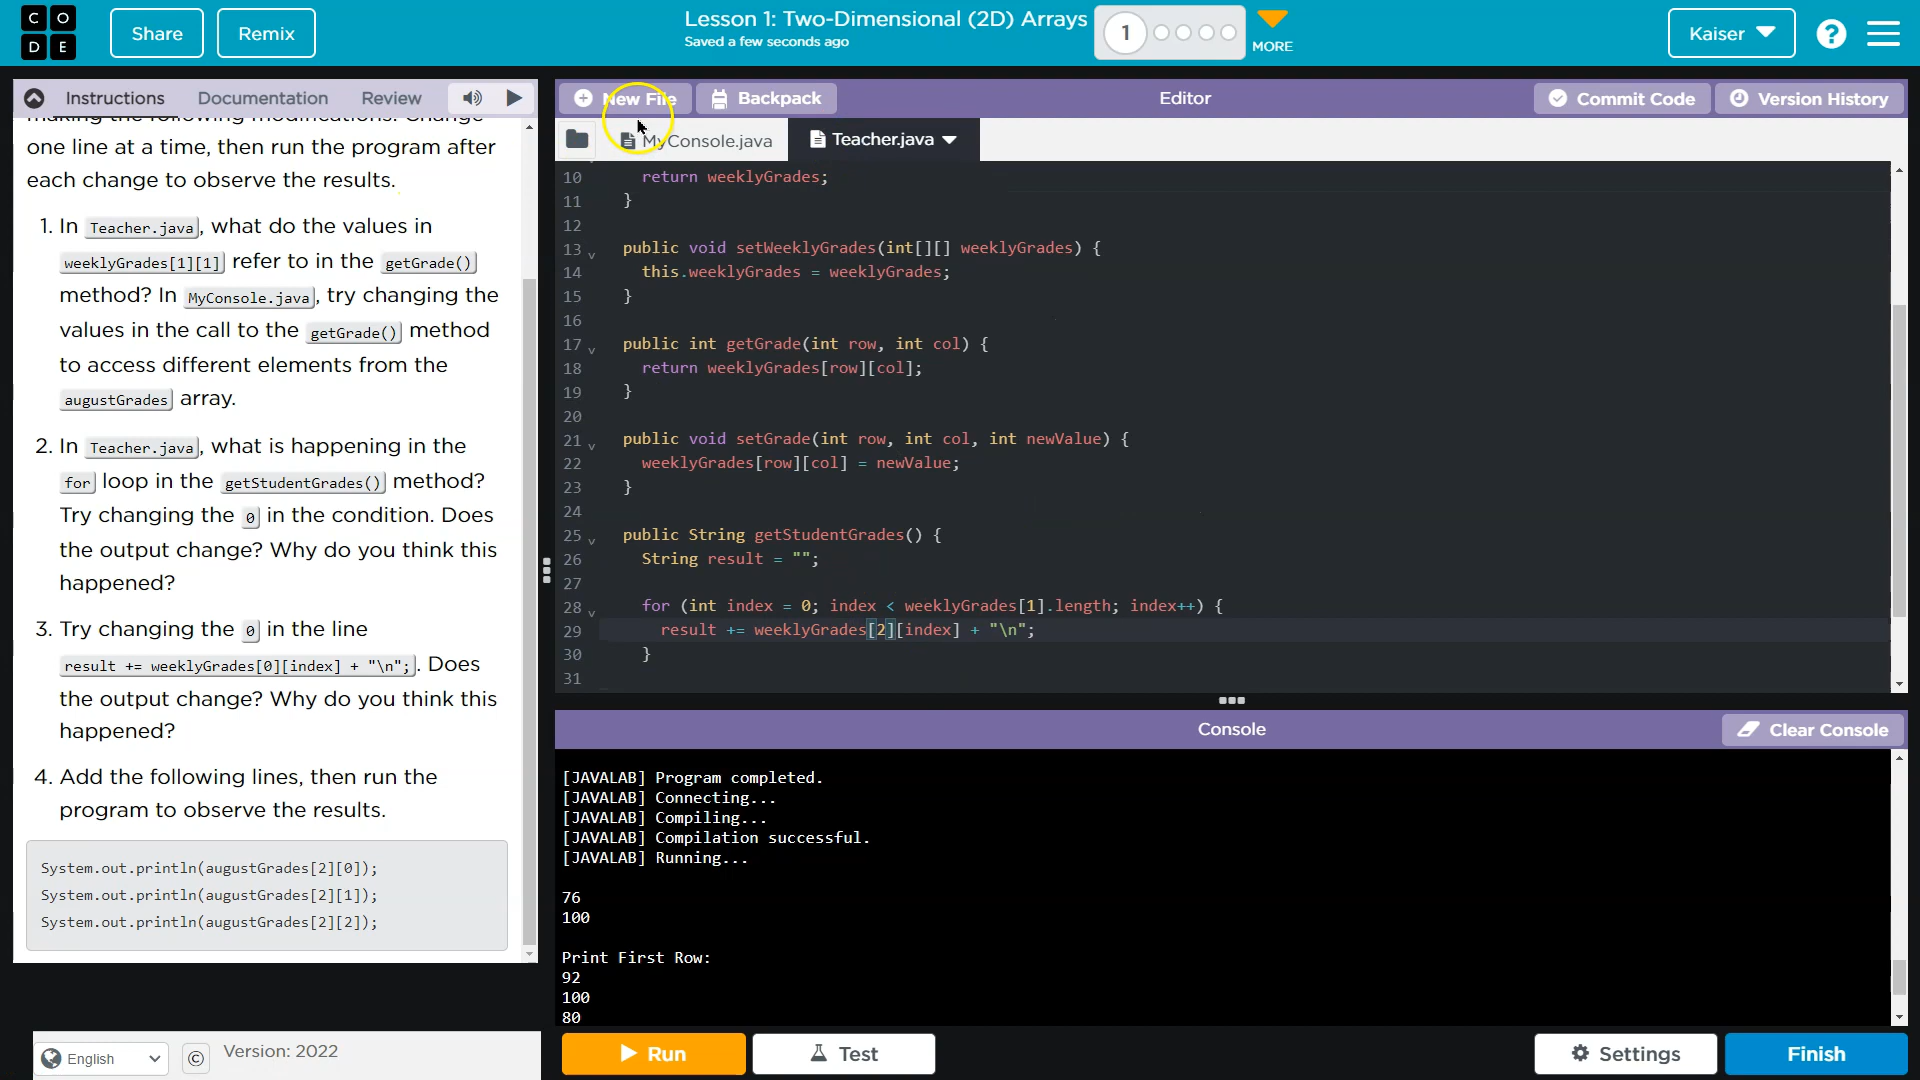 C O
D E
Share
Remix
Lesson 1: Two-Dimensional (2D) Arrays
Saved a few seconds ago
1
MORE
Kaiser
?
Instructions
Documentation
Review
New File
Backpack
Editor
Commit Code
Version History
MyConsole.java
Teacher.java
making the following modifications. Change
one line at a time, then run the program after
each change to observe the results.
1. In Teacher.java, what do the values in
weeklyGrades[1][1] refer to in the getGrade()
method? In MyConsole.java, try changing the
values in the call to the getGrade() method
to access different elements from the
augustGrades array.
2. In Teacher.java, what is happening in the
for loop in the getStudentGrades() method?
Try changing the 0 in the condition. Does
the output change? Why do you think this
happened?
3. Try changing the 0 in the line
result += weeklyGrades[0][index] + "\n";. Does
the output change? Why do you think this
happened?
4. Add the following lines, then run the
program to observe the results.
System.out.println(augustGrades[2][0]);
System.out.println(augustGrades[2][1]);
System.out.println(augustGrades[2][2]);
10 return weeklyGrades;
11 }
12
13 public void setWeeklyGrades(int[][] weeklyGrades) {
14 this.weeklyGrades = weeklyGrades;
15 }
16
17 public int getGrade(int row, int col) {
18 return weeklyGrades[row][col];
19 }
20
21 public void setGrade(int row, int col, int newValue) {
22 weeklyGrades[row][col] = newValue;
23 }
24
25 public String getStudentGrades() {
26 String result = "";
27
28 for (int index = 0; index < weeklyGrades[1].length; index++) {
29 result += weeklyGrades[2][index] + "\n";
30 }
31
Console
Clear Console
[JAVALAB] Program completed.
[JAVALAB] Connecting...
[JAVALAB] Compiling...
[JAVALAB] Compilation successful.
[JAVALAB] Running...
76
100
Print First Row:
92
100
80
English
©
Version: 2022
Run
Test
Settings
Finish